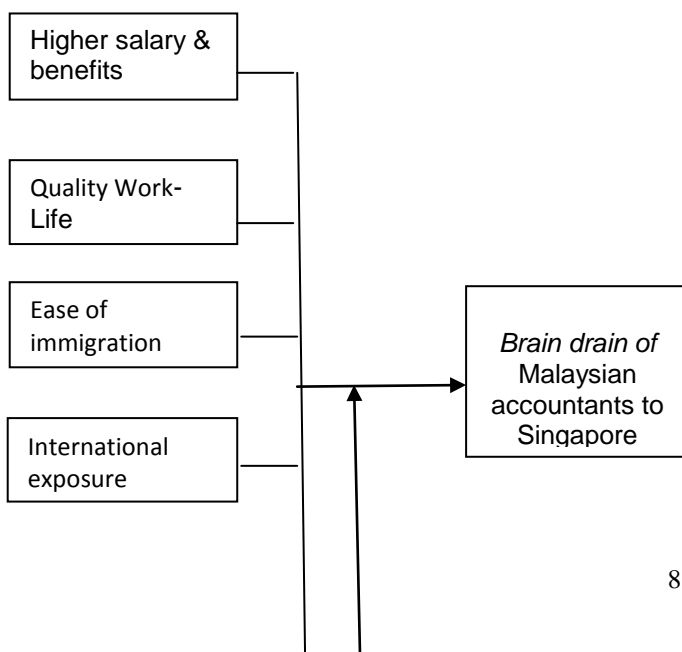 Higher salary &
benefits
Quality Work-
Life
Ease of
immigration
Brain drain of
Malaysian
accountants to
Singapore
International
exposure
8